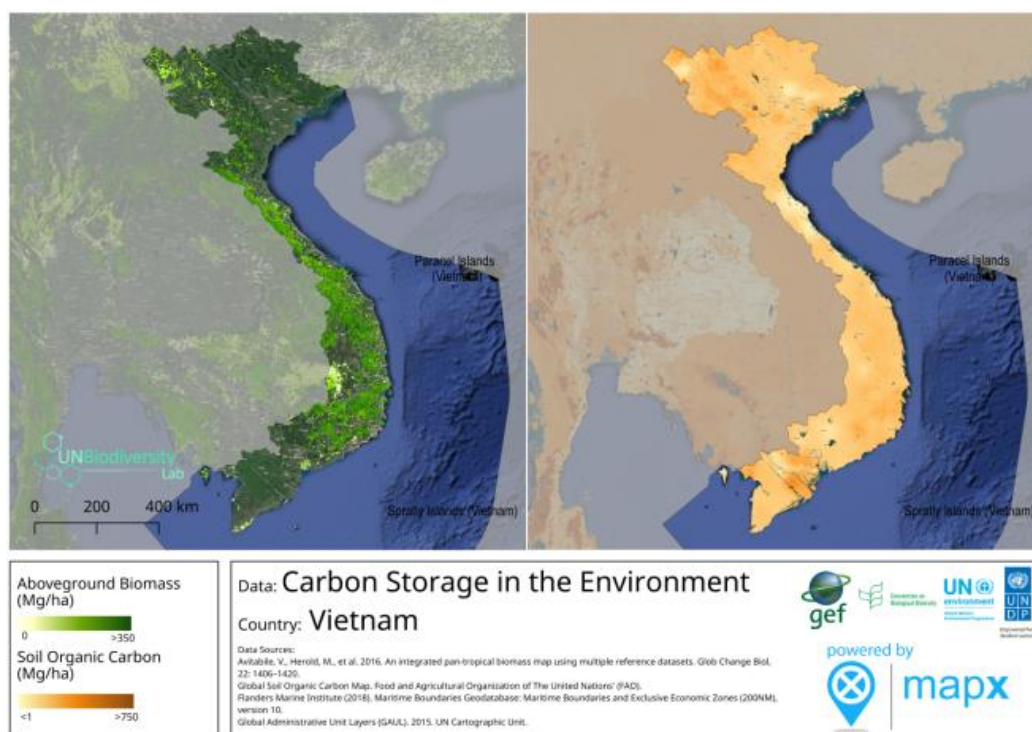 Paracel Islands
(Vietnam)
Paracel Islands
(Vietnam)
UNBiodiversity
Lab
0 200 400 km
Spratly Islands (Vietnam)
Spratly Islands (Vietnam)
Aboveground Biomass
(Mg/ha)
0 >350
Soil Organic Carbon
(Mg/ha)
<1 >750
Data: Carbon Storage in the Environment
Country: Vietnam
Data Sources:
Avitabile, V., Herold, M., et al. 2016. An integrated pan-tropical biomass map using multiple reference datasets. Glob Change Biol,
22: 1406–1420.
Global Soil Organic Carbon Map. Food and Agricultural Organization of The United Nations' (FAO).
Flanders Marine Institute (2018). Maritime Boundaries Geodatabase: Maritime Boundaries and Exclusive Economic Zones (200NM),
version 10.
Global Administrative Unit Layers (GAUL). 2015. UN Cartographic Unit.
gef
Convention on
Biological Diversity
UN
environment
U N
D P
powered by
mapx